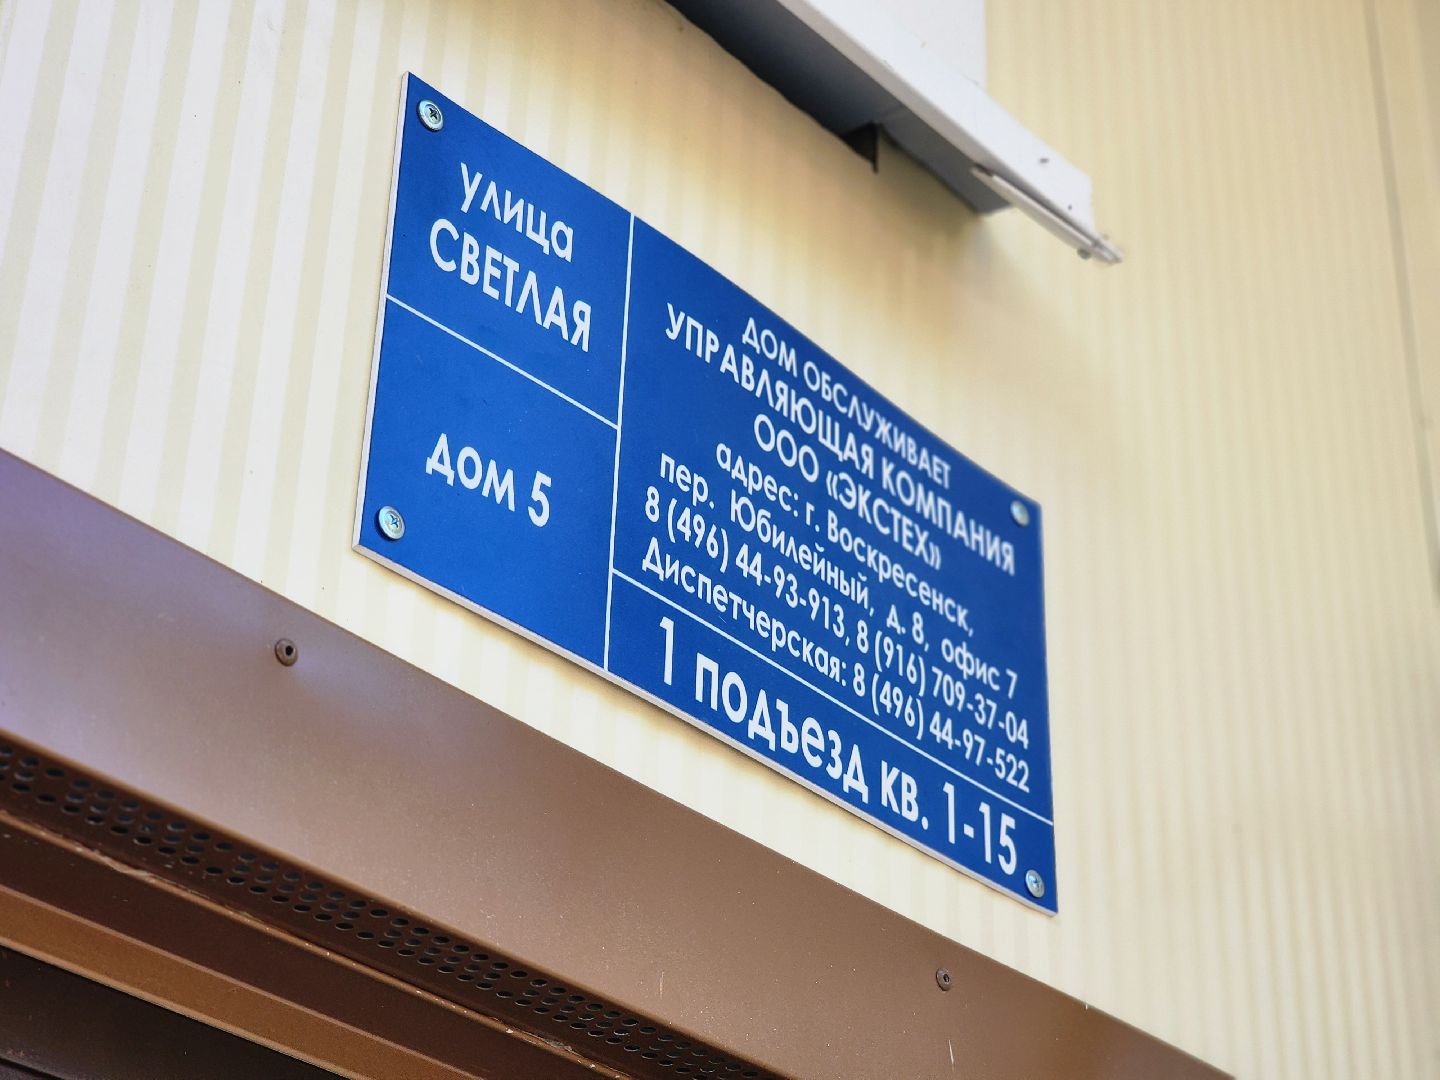 улица
СВЕТЛАЯ
дом 5
ДОМ ОБСЛУЖИВАЕТ
УПРАВЛЯЮЩАЯ КОМПАНИЯ
ООО «ЭКСТЕХ»
адрес: г. Воскресенск,
пер. Юбилейный, д. 8, офис 7
8 (496) 44-93-913, 8 (916) 709-37-04
Диспетчерская: 8 (496) 44-97-522
1 подъезд кв. 1-15